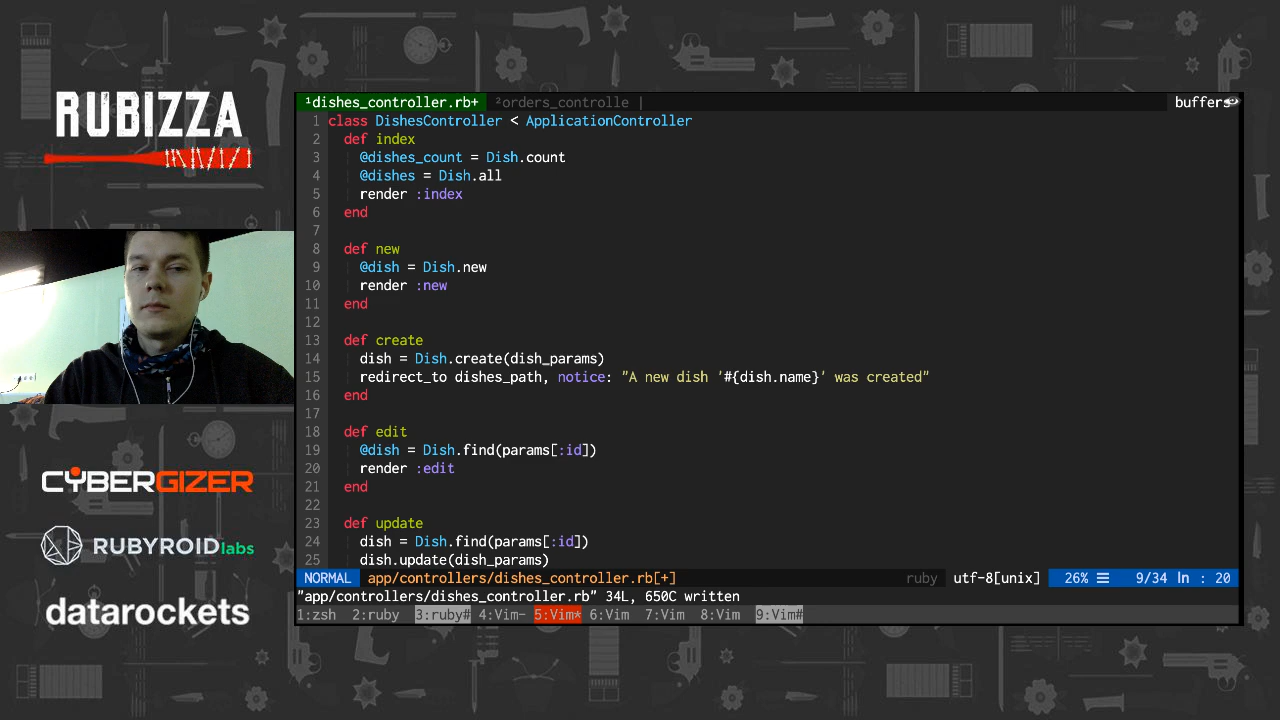 RUBIZZA
CYBERGIZER
RUBYROID labs
datarockets
¹dishes_controller.rb+ ²orders_controlle | buffers
1 class DishesController < ApplicationController
2 def index
3 @dishes_count = Dish.count
4 @dishes = Dish.all
5 render :index
6 end
7
8 def new
9 @dish = Dish.new
10 render :new
11 end
12
13 def create
14 dish = Dish.create(dish_params)
15 redirect_to dishes_path, notice: "A new dish '#{dish.name}' was created"
16 end
17
18 def edit
19 @dish = Dish.find(params[:id])
20 render :edit
21 end
22
23 def update
24 dish = Dish.find(params[:id])
25 dish.update(dish_params)
NORMAL app/controllers/dishes_controller.rb[+] ruby utf-8[unix] 26% ☰ 9/34 ln : 20
"app/controllers/dishes_controller.rb" 34L, 650C written
1:zsh 2:ruby 3:ruby# 4:Vim- 5:Vim* 6:Vim 7:Vim 8:Vim 9:Vim#